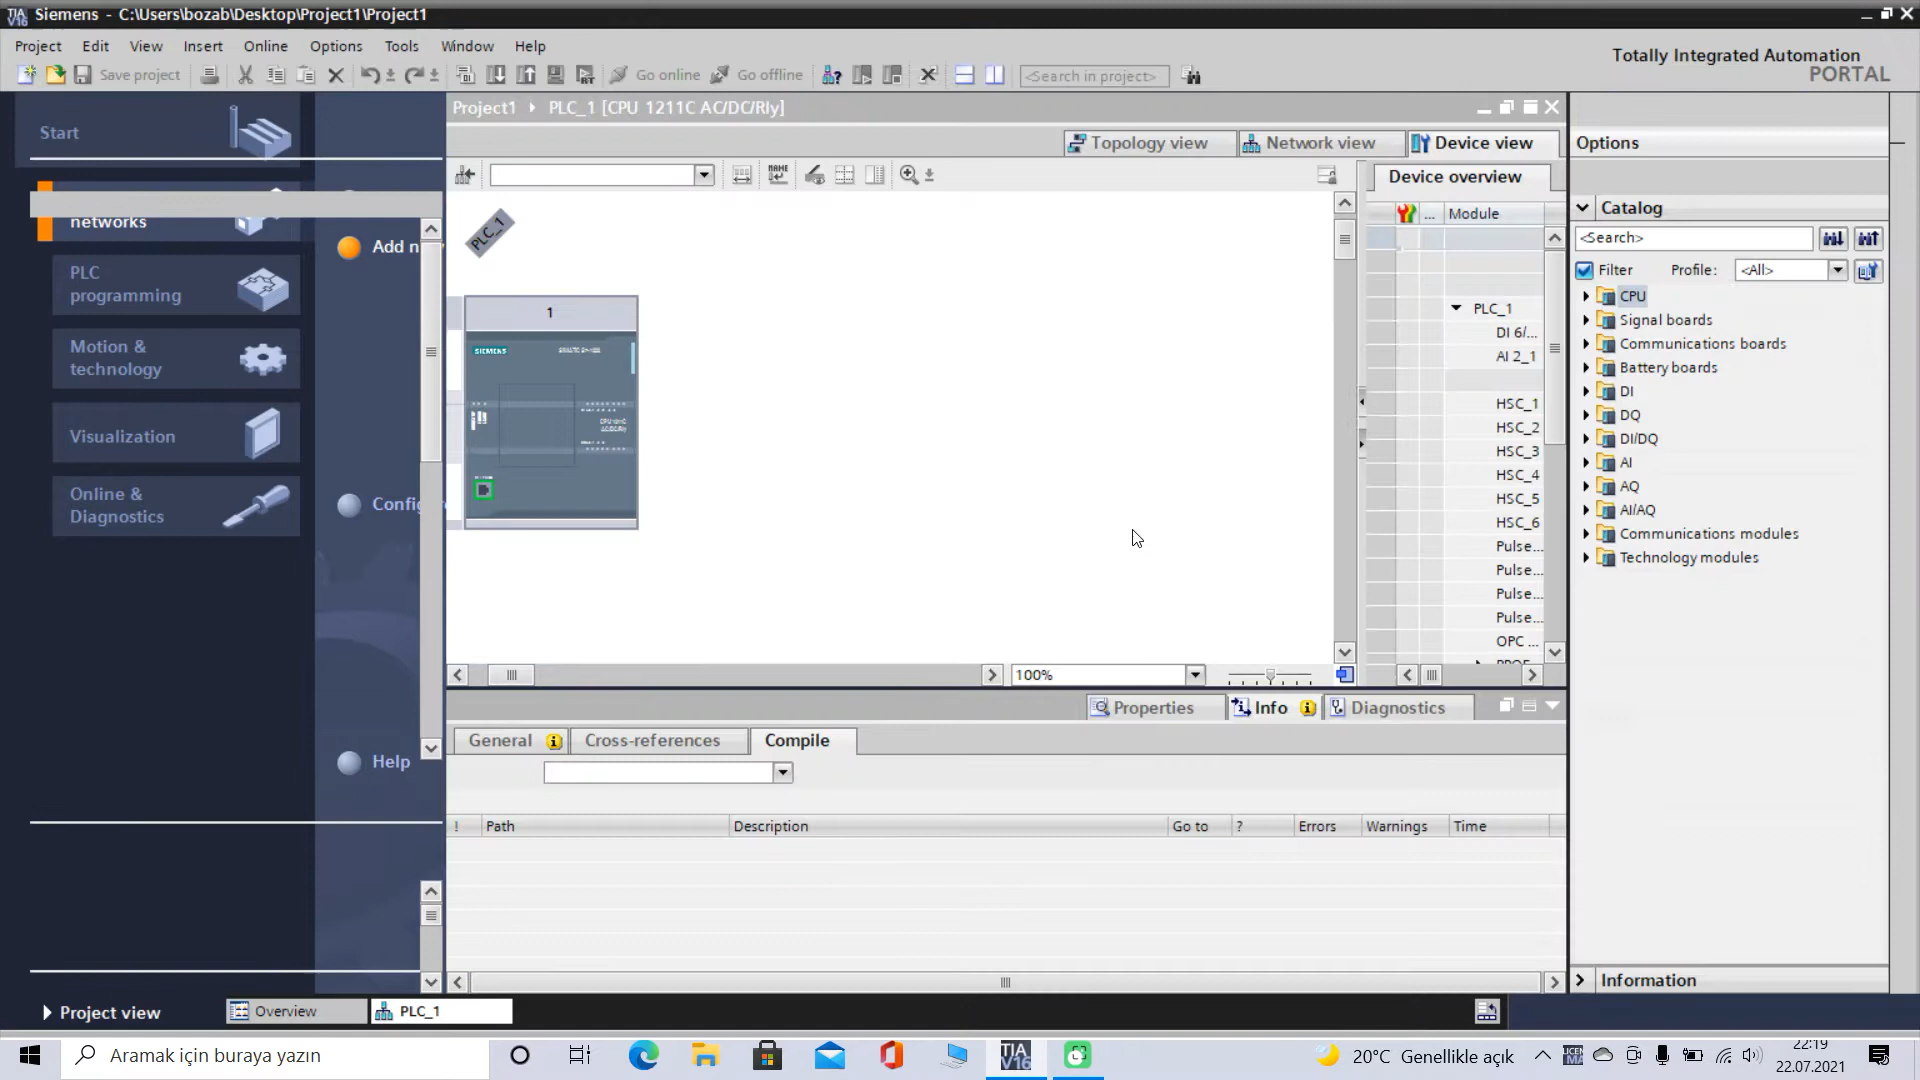 Siemens - C:\Users\bozab\Desktop\Project1\Project1
Project Edit View Insert Online Options Tools Window Help
Totally Integrated Automation
PORTAL
Save project Go online Go offline <Search in project>
Project1 PLC_1 [CPU 1211C AC/DC/Rly]
Start
Topology view Network view Device view
Options
Device overview
NAME
Catalog
... Module
networks
PLC_1
<Search>
Add n
Filter Profile: <All>
PLC
programming
CPU
Signal boards
Communications boards
Battery boards
DI
DQ
DI/DQ
AI
AQ
AI/AQ
Communications modules
Technology modules
1
SIEMENS
PLC_1
DI 6/...
AI 2_1
HSC_1
HSC_2
HSC_3
HSC_4
HSC_5
HSC_6
Pulse...
Pulse...
Pulse...
Pulse...
OPC ...
Motion &
technology
Visualization
Online &
Diagnostics
Config
Help
100%
Properties Info Diagnostics
General Cross-references Compile
! Path Description Go to ? Errors Warnings Time
Information
Project view Overview PLC_1
Aramak için buraya yazın
TIA
V16
20°C Genellikle açık
22:19
22.07.2021